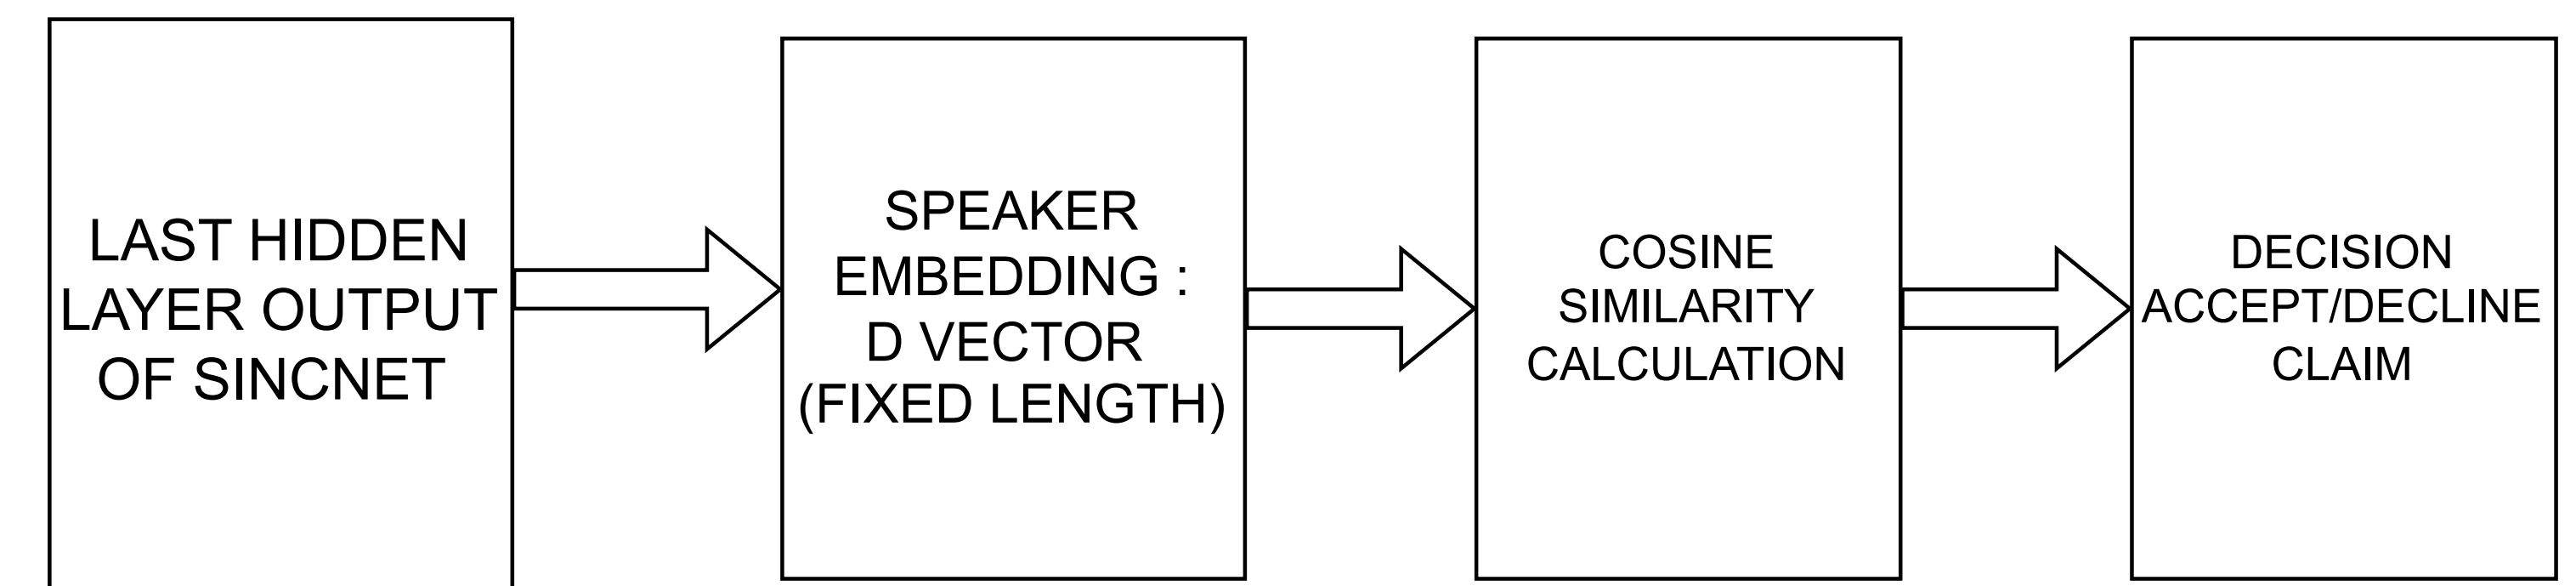 LAST HIDDEN
LAYER OUTPUT
OF SINCNET
SPEAKER
EMBEDDING :
D VECTOR
(FIXED LENGTH)
COSINE
SIMILARITY
CALCULATION
DECISION
ACCEPT/DECLINE
CLAIM